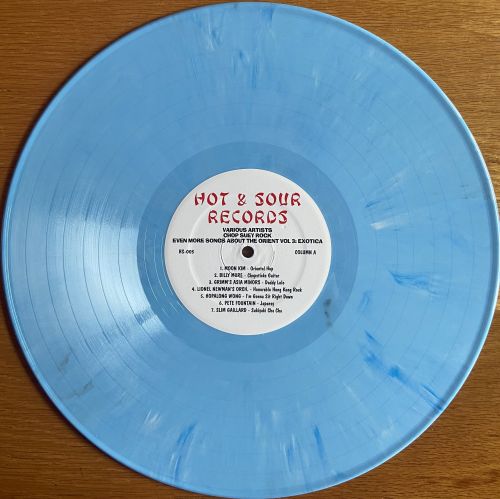 HOT & SOUR
RECORDS
VARIOUS ARTISTS
CHOP SUEY ROCK
EVEN MORE SONGS ABOUT THE ORIENT VOL 3: EXOTICA
HS-005 COLUMN A
1. MOON KIM - Oriental Hop
2. BILLY MURE - Chopsticks Guitar
3. GRIMM'S ASIA MINORS - Daddy Lolo
4. LIONEL NEWMAN'S ORCH. - Honorable Hong Kong Rock
5. HOPALONG WONG - I'm Gonna Sit Right Down
6. PETE FOUNTAIN - Japansy
7. SLIM GAILLARD - Sukiyaki Cha Cha